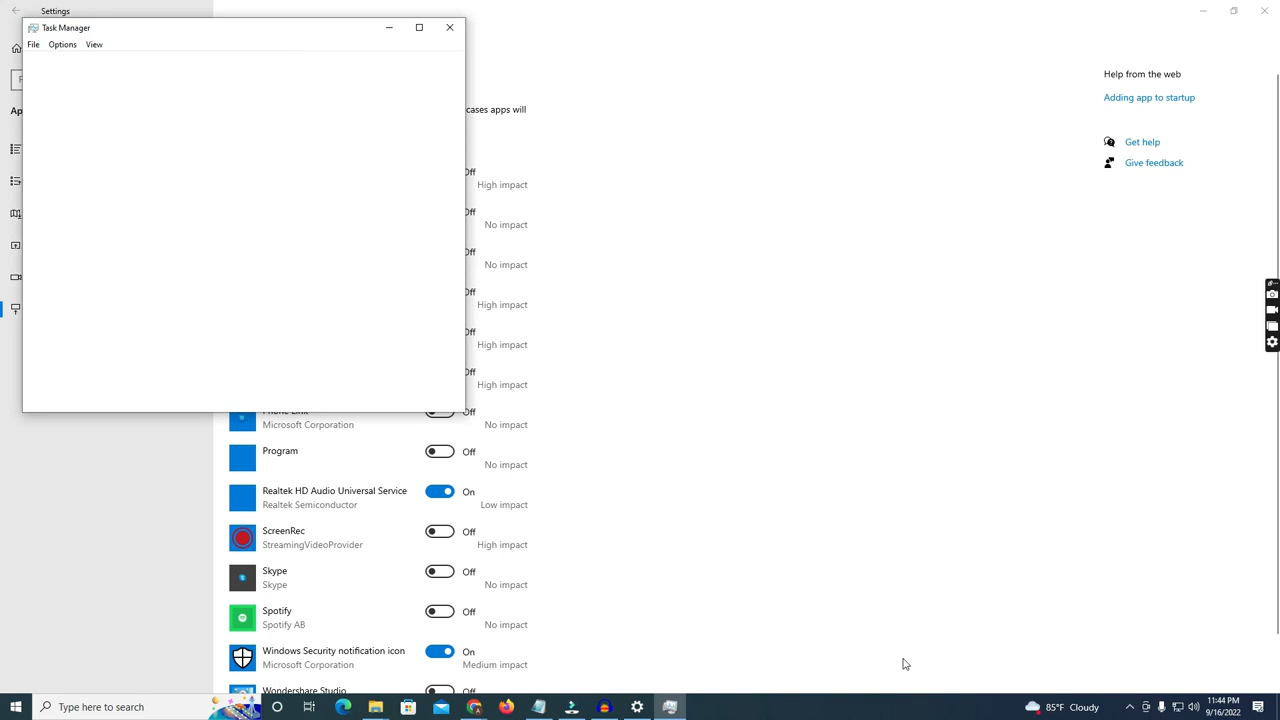 Settings
Task Manager
File Options View
Ap
cases apps will
Off
High impact
Off
No impact
Off
No impact
Off
High impact
Off
High impact
Off
High impact
Phone Link
Off
Microsoft Corporation
No impact
Program
Off
No impact
Realtek HD Audio Universal Service
On
Realtek Semiconductor
Low impact
ScreenRec
Off
StreamingVideoProvider
High impact
Skype
Off
Skype
No impact
Spotify
Off
Spotify AB
No impact
Windows Security notification icon
On
Microsoft Corporation
Medium impact
Wondershare Studio
Off
Help from the web
Adding app to startup
Get help
Give feedback
Type here to search
85°F Cloudy
11:44 PM
9/16/2022